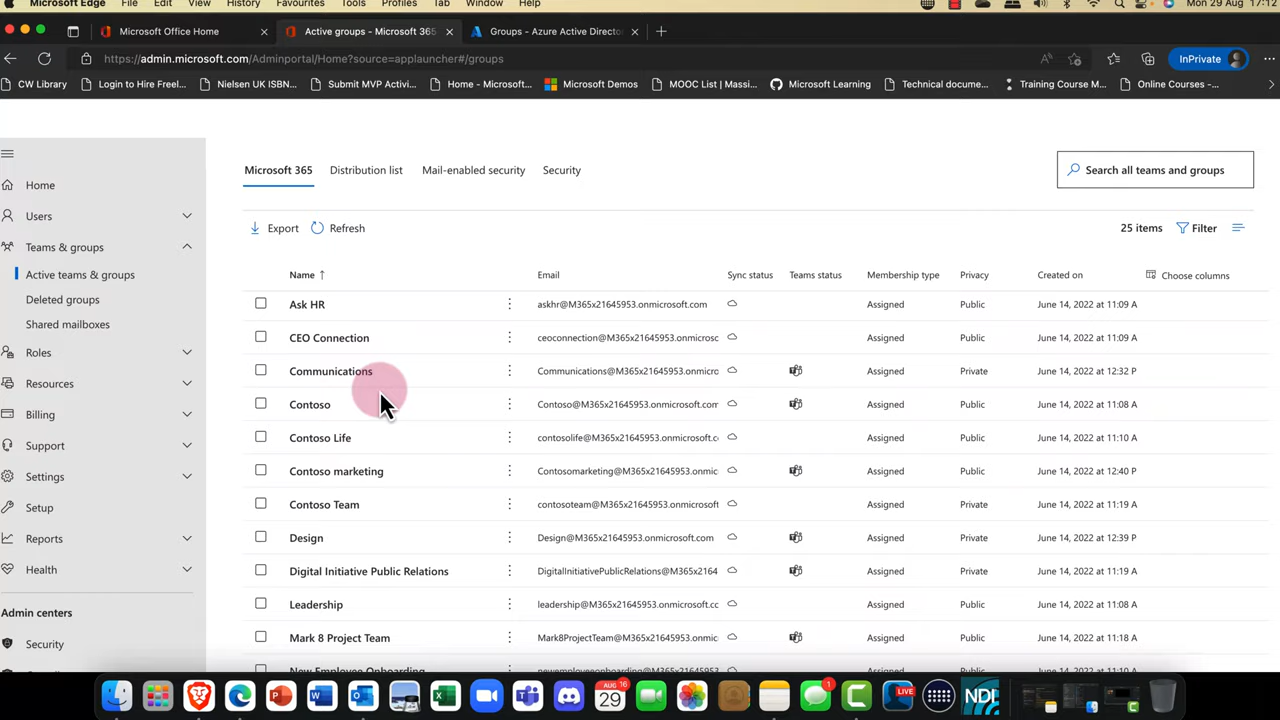 Microsoft Edge File Edit View History Favourites Tools Profiles Tab Window Help Mon 29 Aug 17:12
Microsoft Office Home Active groups - Microsoft 365 Groups - Azure Active Director
https://admin.microsoft.com/Adminportal/Home?source=applauncher#/groups InPrivate
CW Library Login to Hire Freel... Nielsen UK ISBN... Submit MVP Activi... Home - Microsoft... Microsoft Demos MOOC List | Massi... Microsoft Learning Technical docume... Training Course M... Online Courses -...
Microsoft 365 Distribution list Mail-enabled security Security Search all teams and groups
Export Refresh 25 items Filter
Home
Users
Teams & groups
Active teams & groups
Deleted groups
Shared mailboxes
Roles
Resources
Billing
Support
Settings
Setup
Reports
Health
Admin centers
Security
Name ↑ Email Sync status Teams status Membership type Privacy Created on Choose columns
Ask HR askhr@M365x21645953.onmicrosoft.com Assigned Public June 14, 2022 at 11:09 A
CEO Connection ceoconnection@M365x21645953.onmicrosc Assigned Public June 14, 2022 at 11:09 A
Communications Communications@M365x21645953.onmicro Assigned Private June 14, 2022 at 12:32 P
Contoso Contoso@M365x21645953.onmicrosoft.com Assigned Public June 14, 2022 at 11:08 A
Contoso Life contosolife@M365x21645953.onmicrosoft.c Assigned Public June 14, 2022 at 11:10 A
Contoso marketing Contosomarketing@M365x21645953.onmic Assigned Public June 14, 2022 at 12:40 P
Contoso Team contosoteam@M365x21645953.onmicrosoft Assigned Private June 14, 2022 at 11:19 A
Design Design@M365x21645953.onmicrosoft.com Assigned Private June 14, 2022 at 12:39 P
Digital Initiative Public Relations DigitalInitiativePublicRelations@M365x2164 Assigned Private June 14, 2022 at 11:19 A
Leadership leadership@M365x21645953.onmicrosoft.cc Assigned Public June 14, 2022 at 11:08 A
Mark 8 Project Team Mark8ProjectTeam@M365x21645953.onmic Assigned Public June 14, 2022 at 11:18 A
New Employee Onboarding
AUG 16
29
LIVE
1
NDI